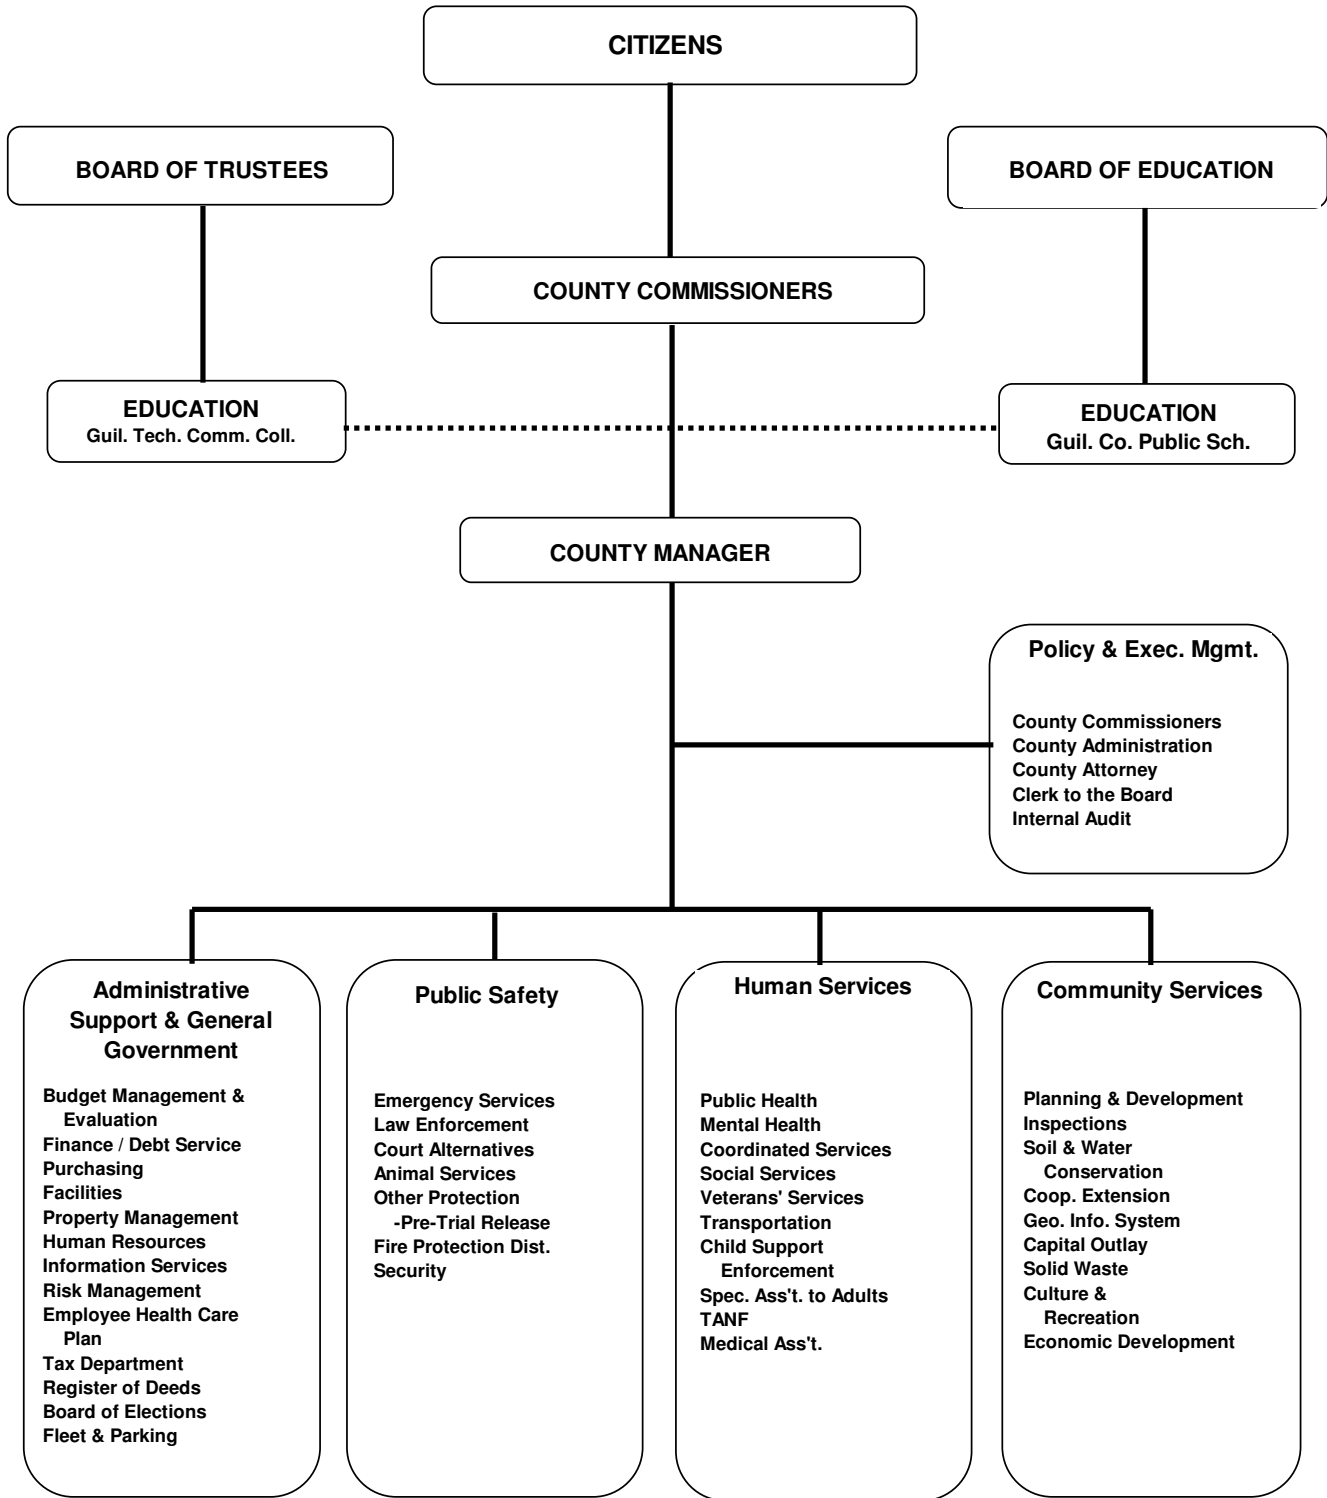 CITIZENS
BOARD OF TRUSTEES
BOARD OF EDUCATION
COUNTY COMMISSIONERS
EDUCATION
Guil. Tech. Comm. Coll.
EDUCATION
Guil. Co. Public Sch.
COUNTY MANAGER
Policy & Exec. Mgmt.
County Commissioners
County Administration
County Attorney
Clerk to the Board
Internal Audit
Administrative
Support & General
Government
Budget Management &
Evaluation
Finance / Debt Service
Purchasing
Facilities
Property Management
Human Resources
Information Services
Risk Management
Employee Health Care
Plan
Tax Department
Register of Deeds
Board of Elections
Fleet & Parking
Public Safety
Emergency Services
Law Enforcement
Court Alternatives
Animal Services
Other Protection
-Pre-Trial Release
Fire Protection Dist.
Security
Human Services
Public Health
Mental Health
Coordinated Services
Social Services
Veterans' Services
Transportation
Child Support
Enforcement
Spec. Ass't. to Adults
TANF
Medical Ass't.
Community Services
Planning & Development
Inspections
Soil & Water
Conservation
Coop. Extension
Geo. Info. System
Capital Outlay
Solid Waste
Culture &
Recreation
Economic Development